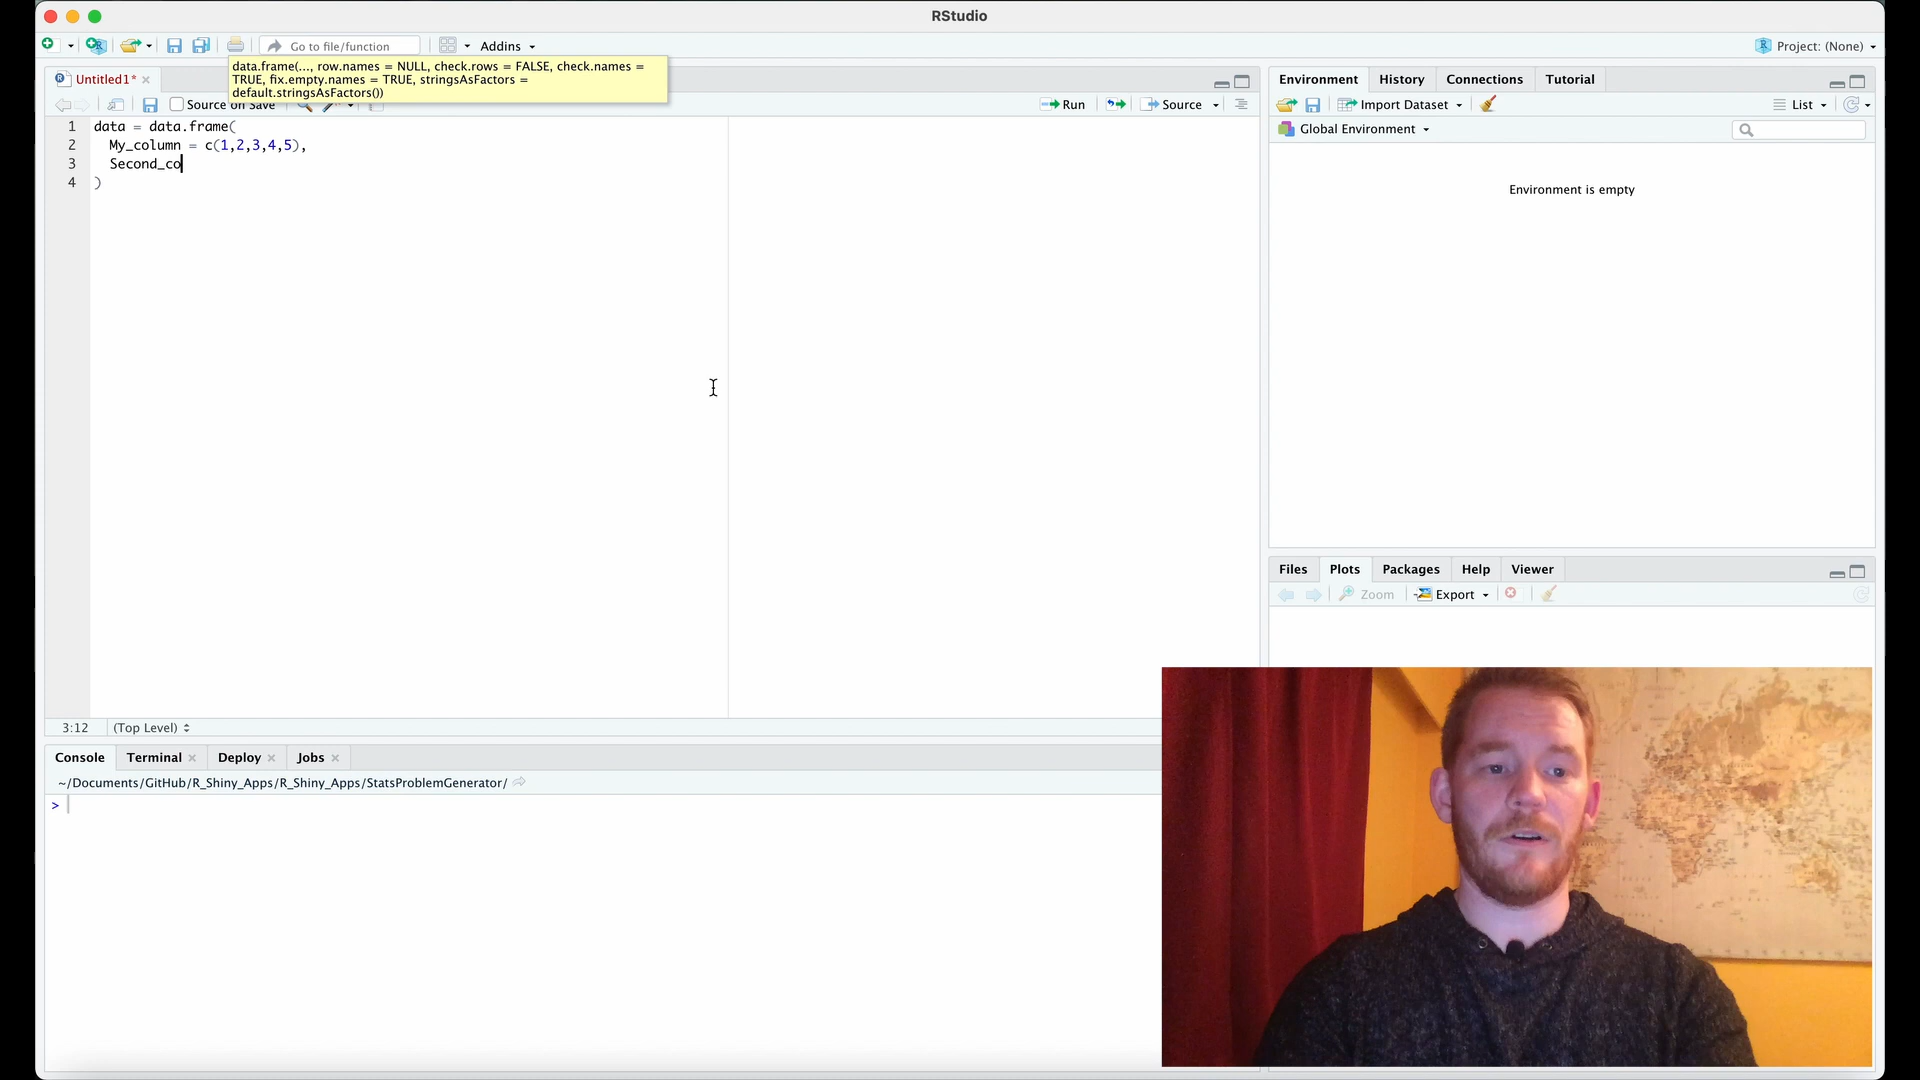 RStudio
Go to file/function
Addins
Project: (None)
data.frame(..., row.names = NULL, check.rows = FALSE, check.names =
TRUE, fix.empty.names = TRUE, stringsAsFactors =
default.stringsAsFactors())
Untitled1*
Source on Save
Run
Source
1 data = data.frame(
2 My_column = c(1,2,3,4,5),
3 Second_co
4 )
3:12 (Top Level)
Console Terminal Deploy Jobs
~/Documents/GitHub/R_Shiny_Apps/R_Shiny_Apps/StatsProblemGenerator/
>
Environment History Connections Tutorial
Import Dataset
List
Global Environment
Environment is empty
Files Plots Packages Help Viewer
Zoom Export